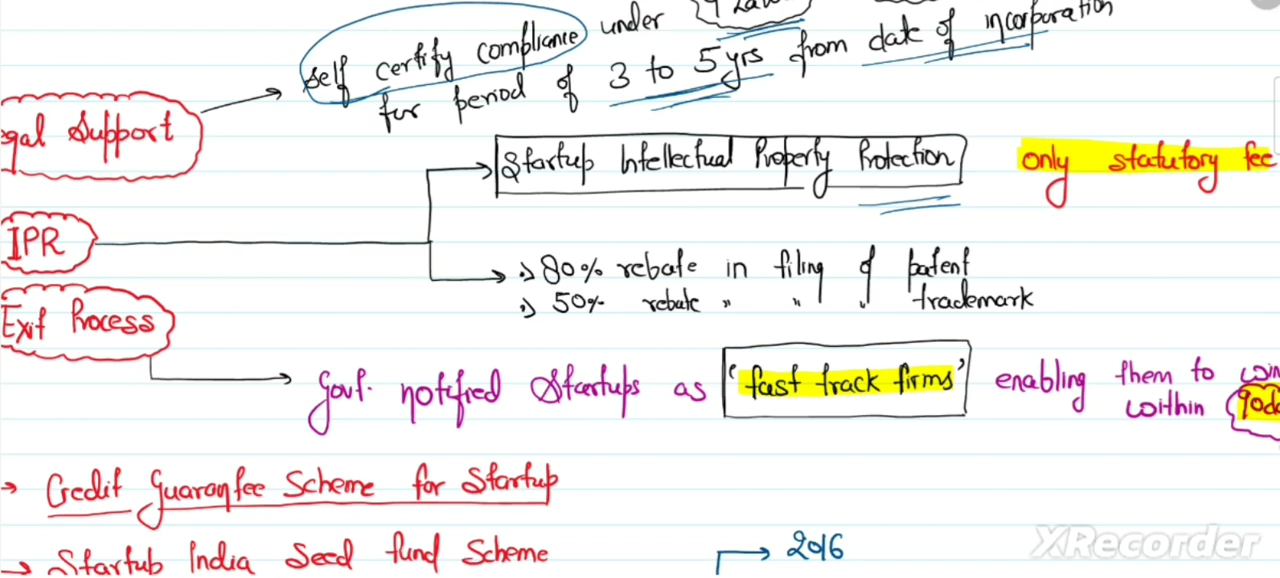 self certify compliance under
for period of 3 to 5yrs from date of incorporation
gal Support
Startup Intellectual Property Protection only statutory fee
IPR
80% rebate in filing of patent
50% rebate " " " trademark
Exit Process
Govt. notified Startups as 'fast track firms' enabling them to
within
→ Credit Guarantee Scheme for Startup
→ Startup India Seed fund Scheme → 2016
XRecorder